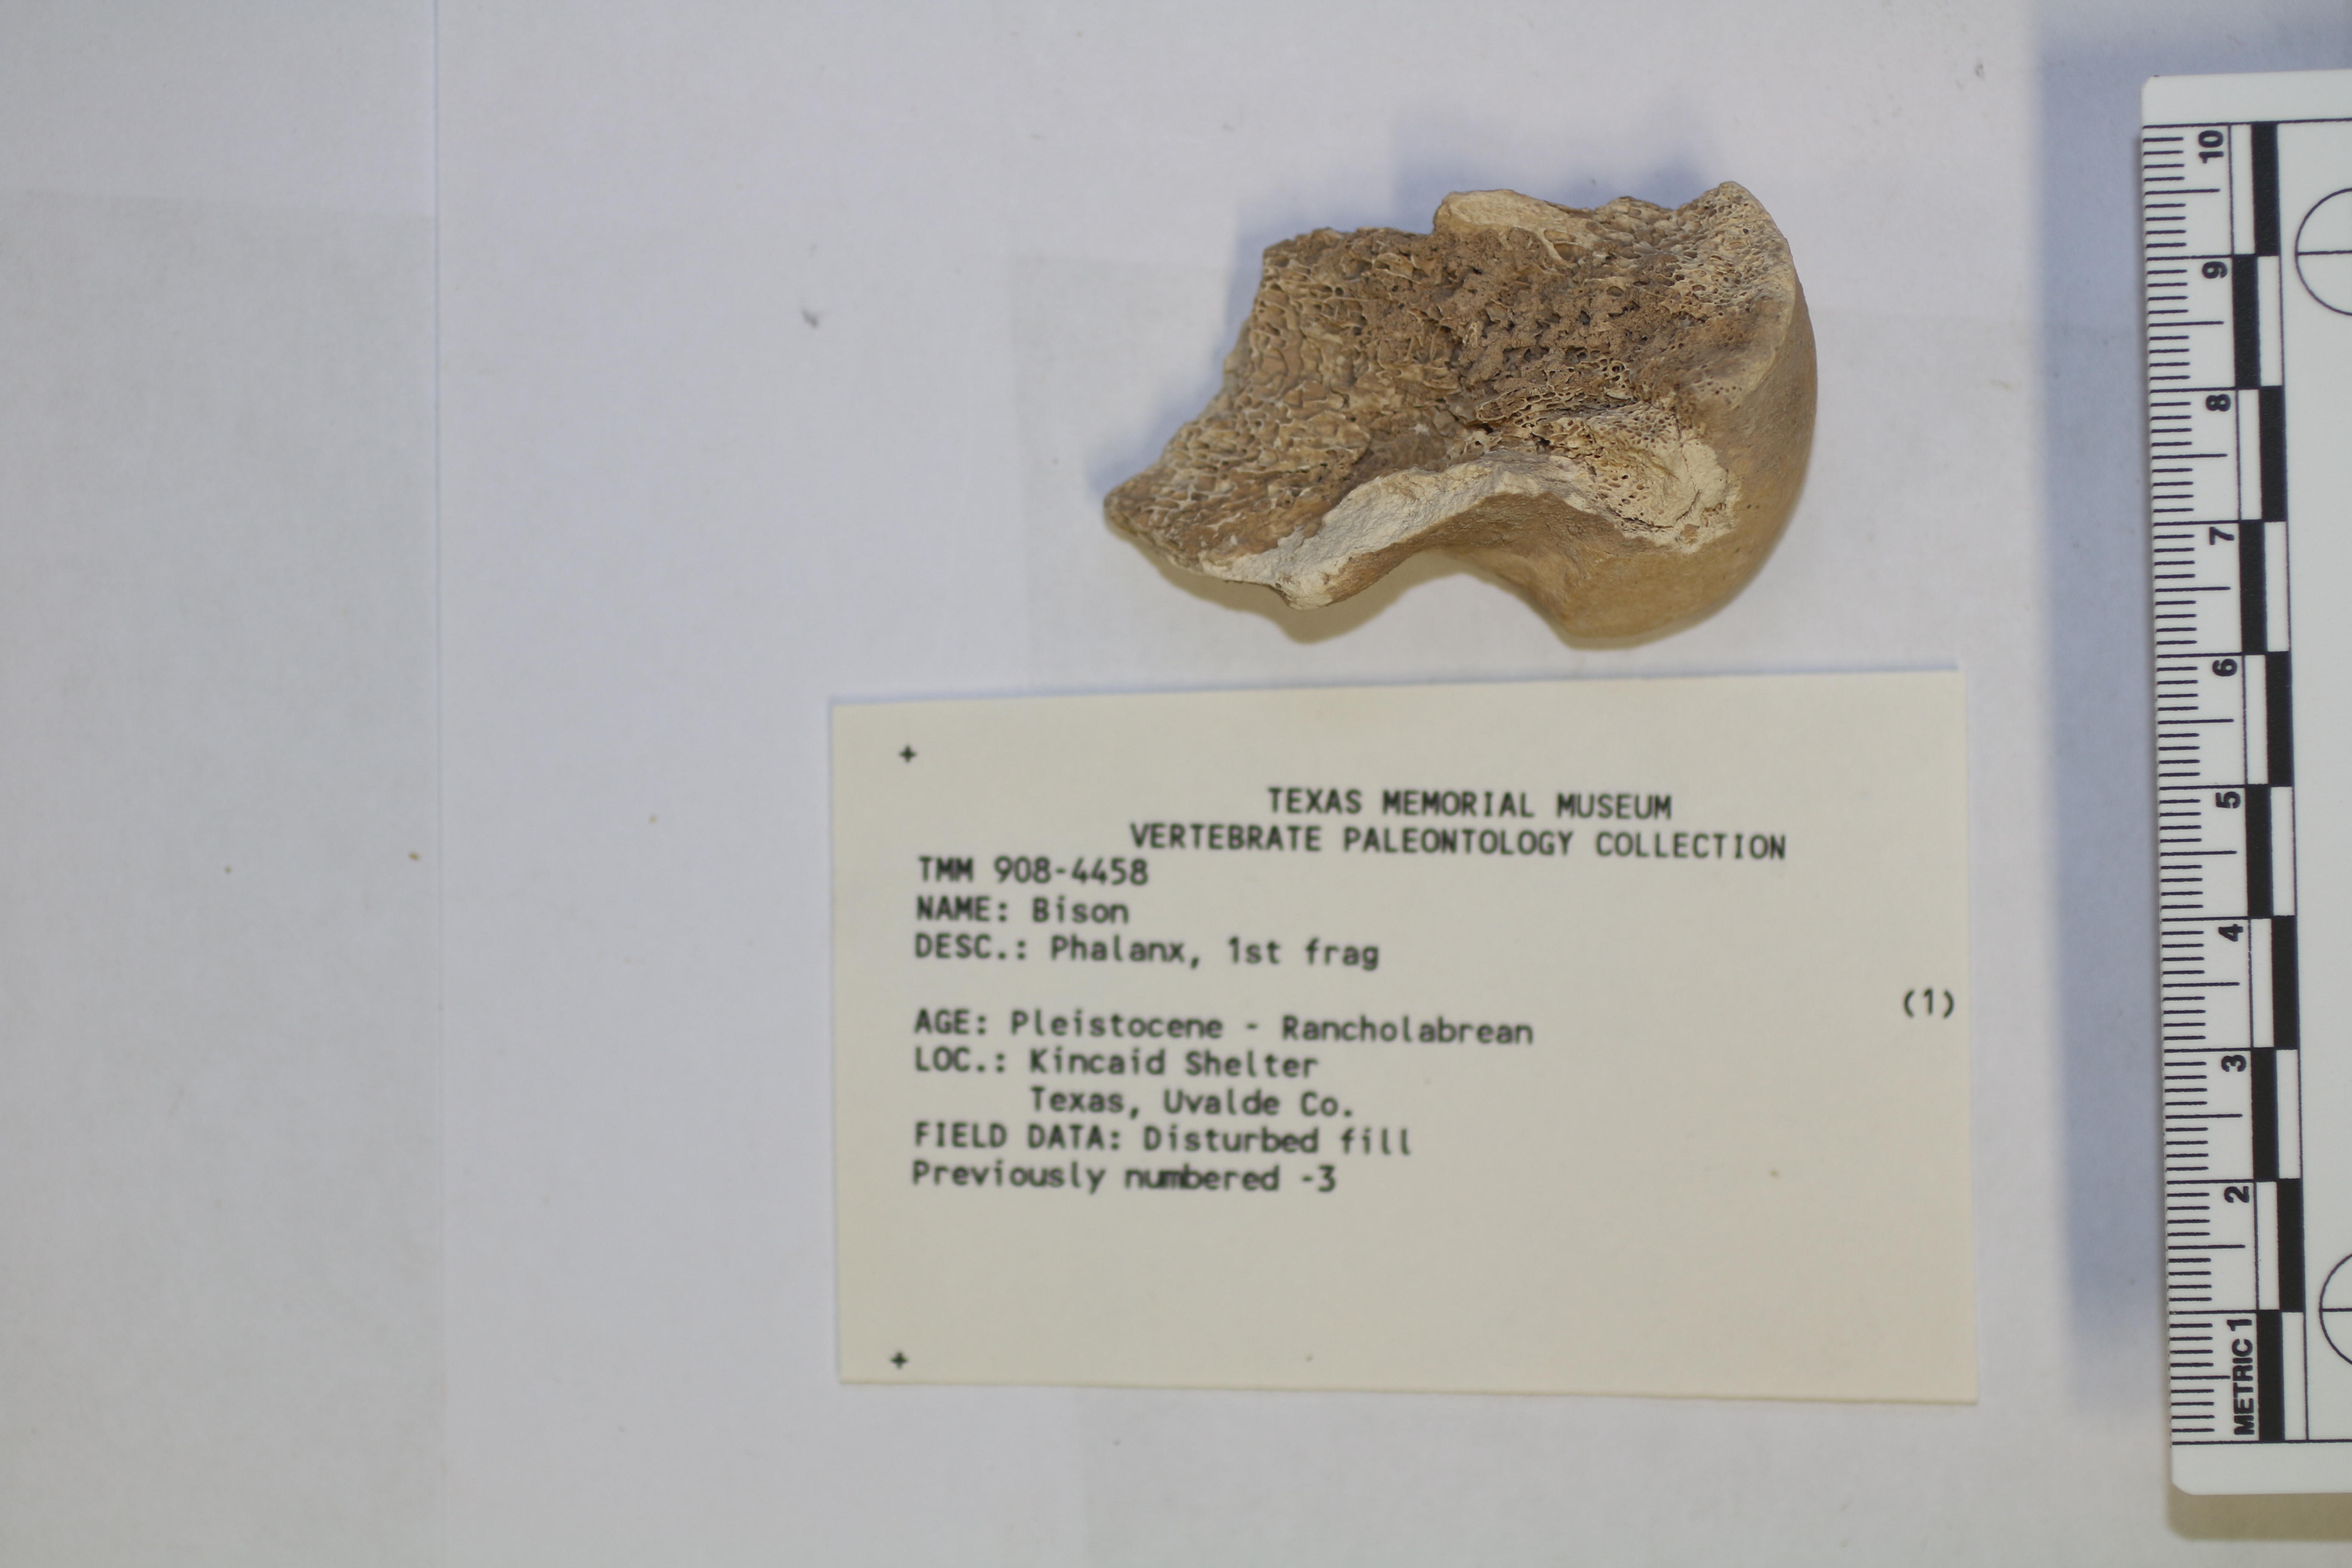 TEXAS MEMORIAL MUSEUM
VERTEBRATE PALEONTOLOGY COLLECTION
TMM 908-4458
NAME: Bison
DESC.: Phalanx, 1st frag
(1)
AGE: Pleistocene - Rancholabrean
LOC.: Kincaid Shelter
Texas, Uvalde Co.
FIELD DATA: Disturbed fill
Previously numbered -3
10
9
8
7
6
5
4
3
2
METRIC 1